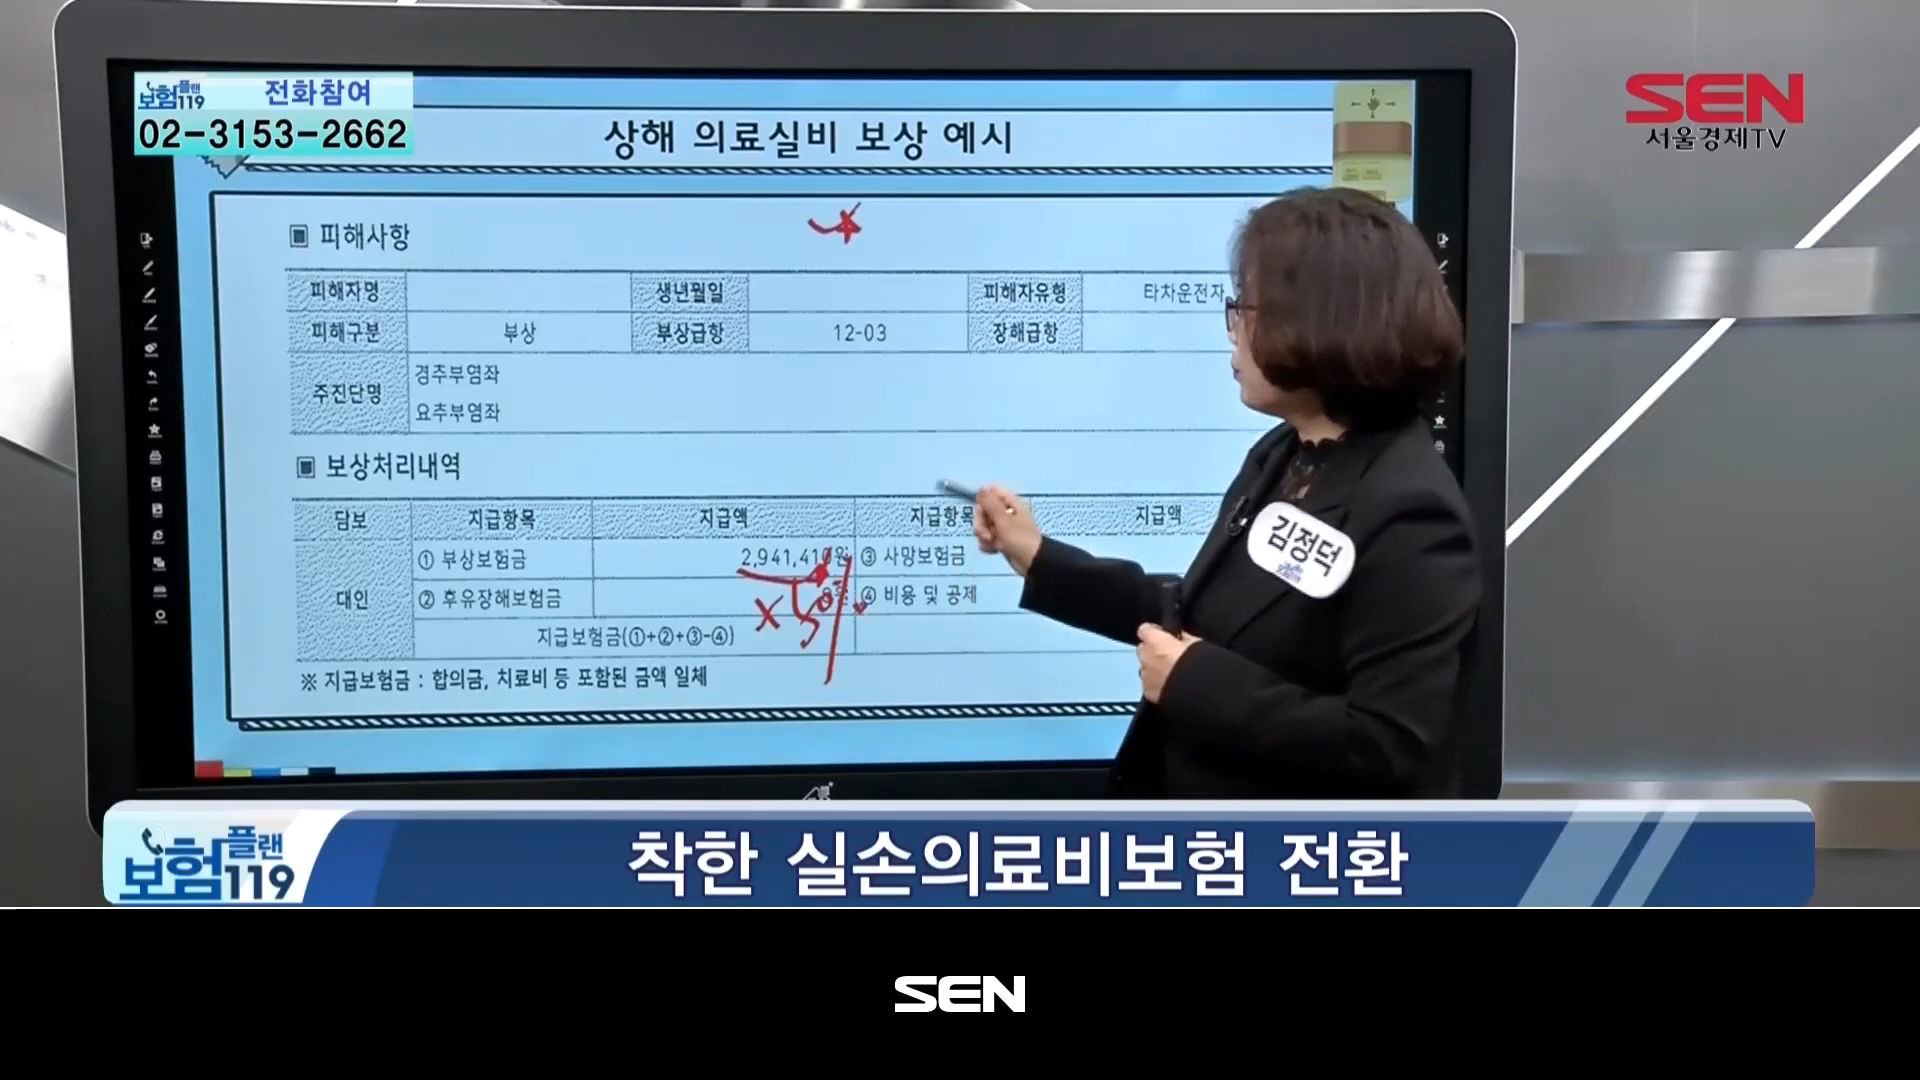 보험플랜119 전화참여
02-3153-2662
SEN
서울경제TV
상해 의료실비 보상 예시
▣ 피해사항
피해자명 생년월일 피해자유형 타차운전자
피해구분 부상 부상급항 12-03 장해급항
주진단명 경추부염좌
요추부염좌
▣ 보상처리내역
담보 지급항목 지급액 지급항목 지급액
대인 ① 부상보험금 2,941,410원 ③ 사망보험금
② 후유장해보험금 0원 ④ 비용 및 공제
지급보험금(①+②+③-④)
x 50%
※ 지급보험금 : 합의금, 치료비 등 포함된 금액 일체
김정덕
보험플랜119
착한 실손의료비보험 전환
SEN